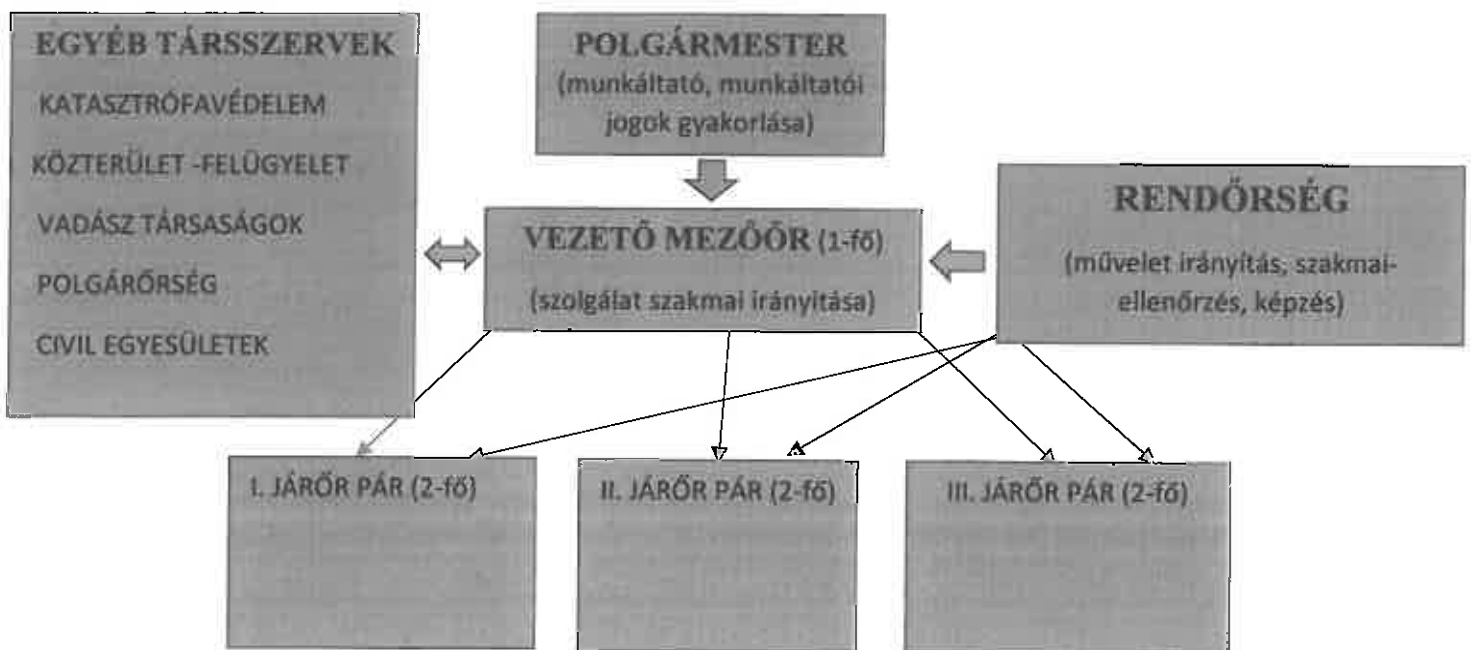 EGYÉB TÁRSSZERVEK
KATASZTRÓFAVÉDELEM
KÖZTERÜLET -FELÜGYELET
VADÁSZ TÁRSASÁGOK
POLGÁRŐRSÉG
CIVIL EGYESÜLETEK
POLGÁRMESTER
(munkáltató, munkáltatói
jogok gyakorlása)
VEZETŐ MEZŐŐR (1-fő)
(szolgálat szakmai irányítása)
RENDŐRSÉG
(művelet irányítás, szakmai-
ellenőrzés, képzés)
I. JÁRŐR PÁR (2-fő)
II. JÁRŐR PÁR (2-fő)
III. JÁRŐR PÁR (2-fő)